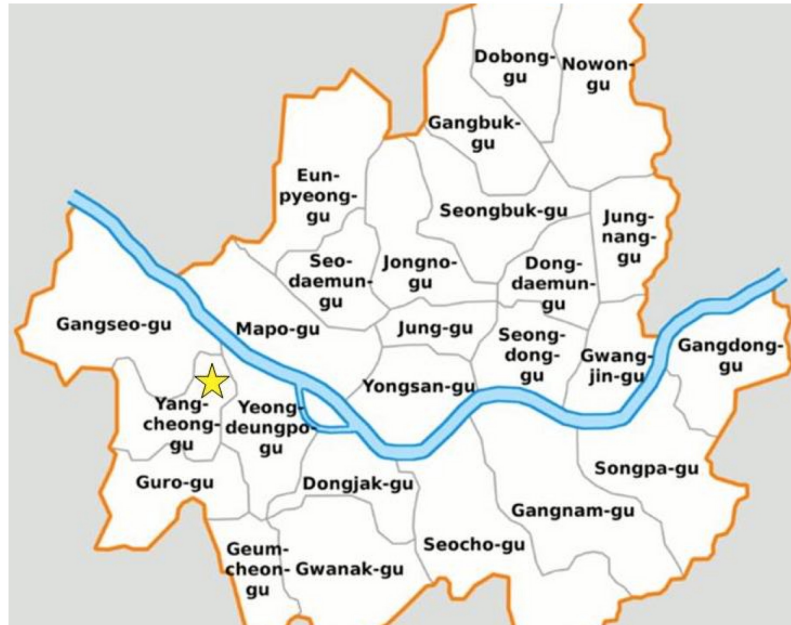 Dobong-
gu
Nowon-
gu
Gangbuk-
gu
Eun-
pyeong-
gu
Seongbuk-gu
Jung-
nang-
gu
Seo-
daemun-
gu
Jongno-
gu
Dong-
daemun-
gu
Gangseo-gu
Mapo-gu
Jung-gu
Seong-
dong-
gu
Gwang-
jin-gu
Gangdong-
gu
Yang-
cheong-
gu
Yeong-
deungpo-
gu
Yongsan-gu
Guro-gu
Dongjak-gu
Songpa-gu
Gangnam-gu
Geum-
cheon-
gu
Gwanak-gu
Seocho-gu